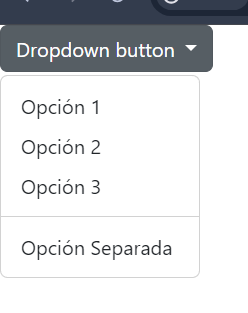 Dropdown button
Opción 1
Opción 2
Opción 3
Opción Separada